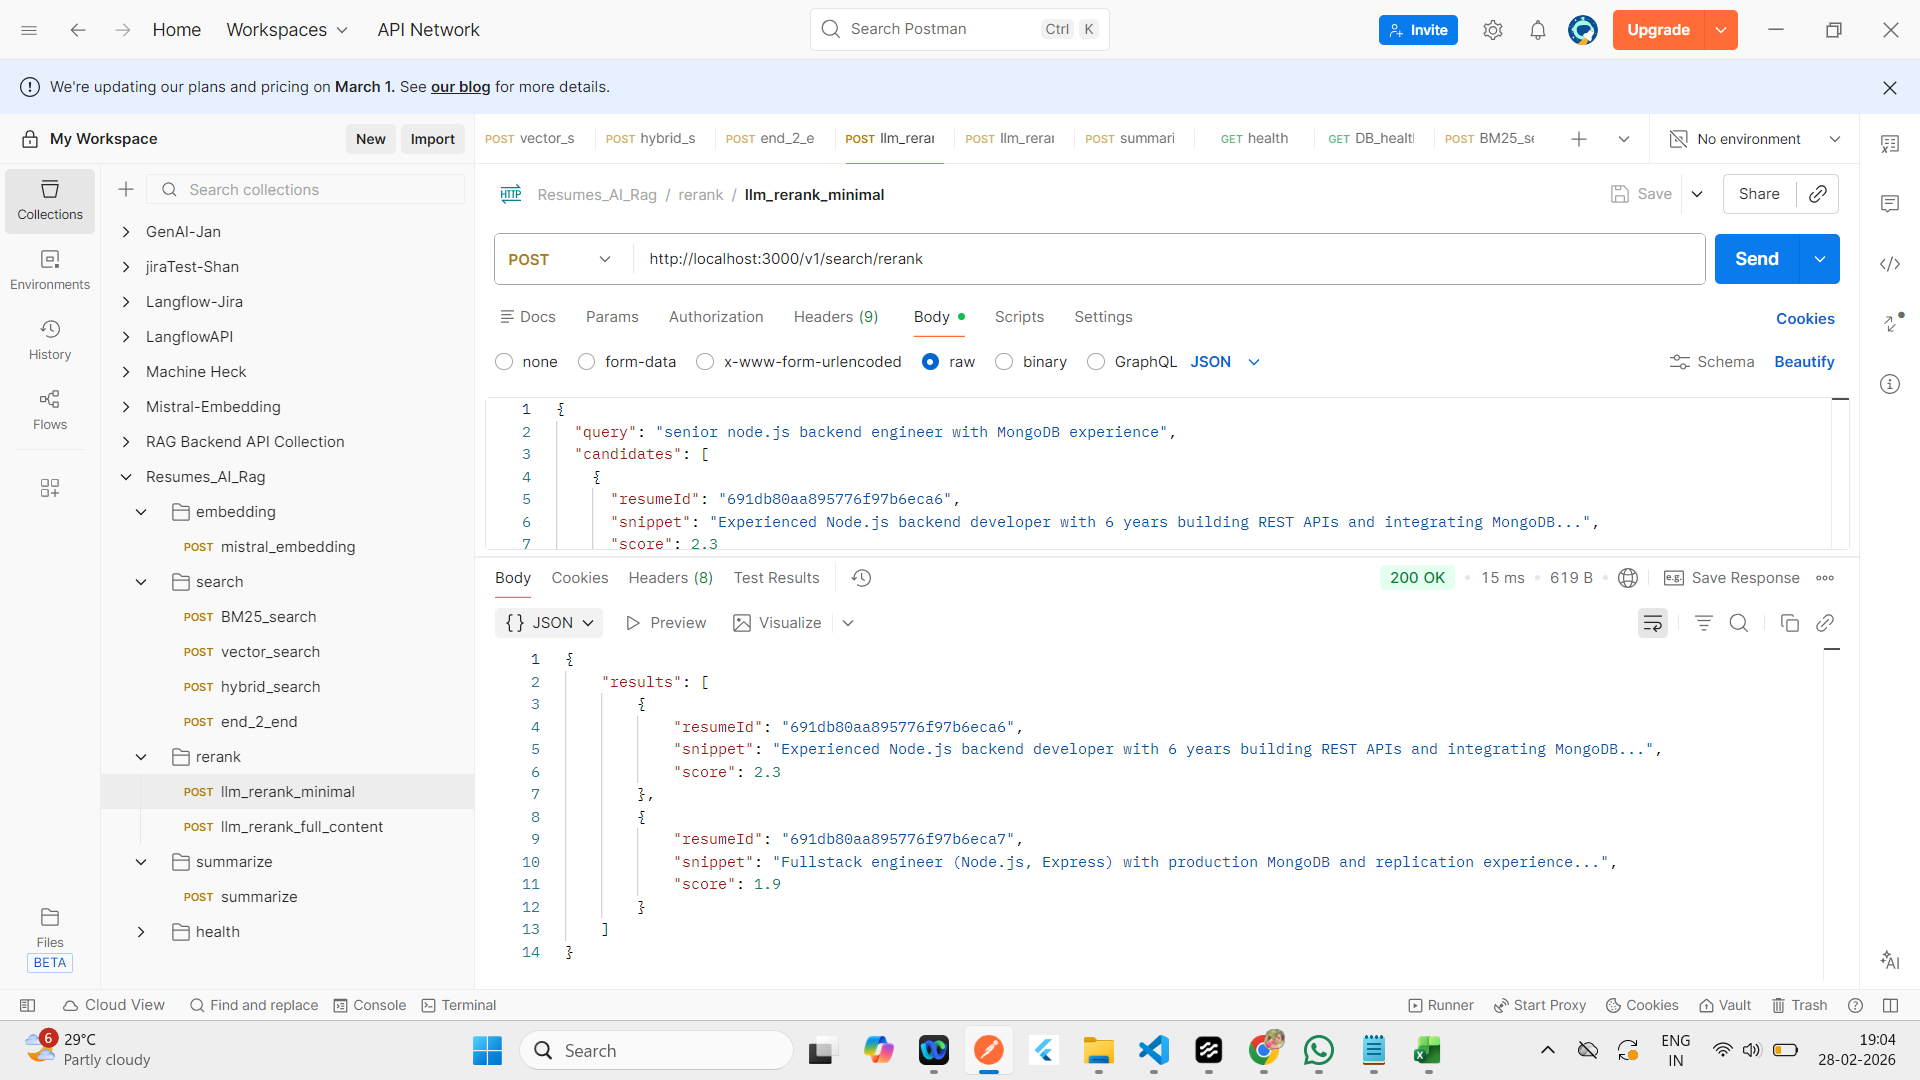 Home
Workspaces
API Network
Search Postman
Ctrl K
Invite
Upgrade
We're updating our plans and pricing on March 1. See our blog for more details.
My Workspace
New
Import
POST vector_s
POST hybrid_s
POST end_2_e
POST llm_rerar
POST llm_rerar
POST summari
GET health
GET DB_healtl
POST BM25_se
No environment
Collections
Environments
History
Flows
Files
BETA
Search collections
GenAI-Jan
jiraTest-Shan
Langflow-Jira
LangflowAPI
Machine Heck
Mistral-Embedding
RAG Backend API Collection
Resumes_AI_Rag
embedding
POST mistral_embedding
search
POST BM25_search
POST vector_search
POST hybrid_search
POST end_2_end
rerank
POST llm_rerank_minimal
POST llm_rerank_full_content
summarize
POST summarize
health
HTTP Resumes_AI_Rag / rerank / llm_rerank_minimal
Save
Share
POST http://localhost:3000/v1/search/rerank
Send
Docs Params Authorization Headers (9) Body Scripts Settings
Cookies
none form-data x-www-form-urlencoded raw binary GraphQL JSON
Schema Beautify
1 {
2 "query": "senior node.js backend engineer with MongoDB experience",
3 "candidates": [
4 {
5 "resumeId": "691db80aa895776f97b6eca6",
6 "snippet": "Experienced Node.js backend developer with 6 years building REST APIs and integrating MongoDB...",
7 "score": 2.3
Body Cookies Headers (8) Test Results
200 OK • 15 ms • 619 B
e.g. Save Response
{} JSON Preview Visualize
1 {
2 "results": [
3 {
4 "resumeId": "691db80aa895776f97b6eca6",
5 "snippet": "Experienced Node.js backend developer with 6 years building REST APIs and integrating MongoDB...",
6 "score": 2.3
7 },
8 {
9 "resumeId": "691db80aa895776f97b6eca7",
10 "snippet": "Fullstack engineer (Node.js, Express) with production MongoDB and replication experience...",
11 "score": 1.9
12 }
13 ]
14 }
AI
Cloud View Find and replace Console Terminal
Runner Start Proxy Cookies Vault Trash
6
29°C
Partly cloudy
Search
ENG
IN
19:04
28-02-2026